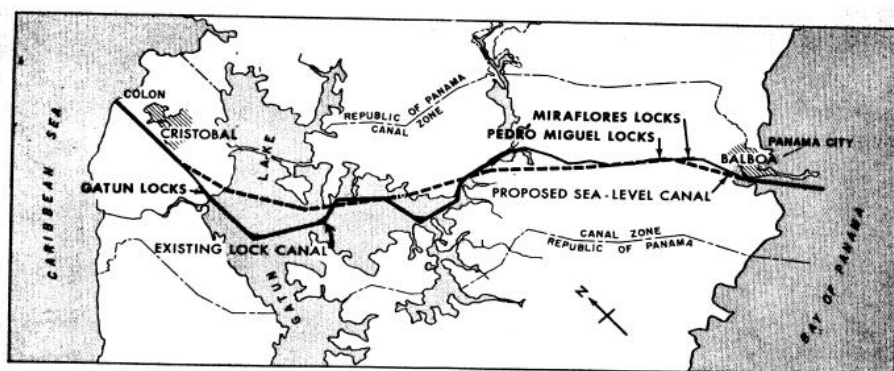 COLON
CRISTOBAL
CARIBBEAN SEA
GATUN LOCKS
EXISTING LOCK CANAL
GATUN
LAKE
REPUBLIC OF PANAMA
CANAL ZONE
MIRAFLORES LOCKS
PEDRO MIGUEL LOCKS
PANAMA CITY
BALBOA
PROPOSED SEA-LEVEL CANAL
CANAL ZONE
REPUBLIC OF PANAMA
N
BAY OF PANAMA